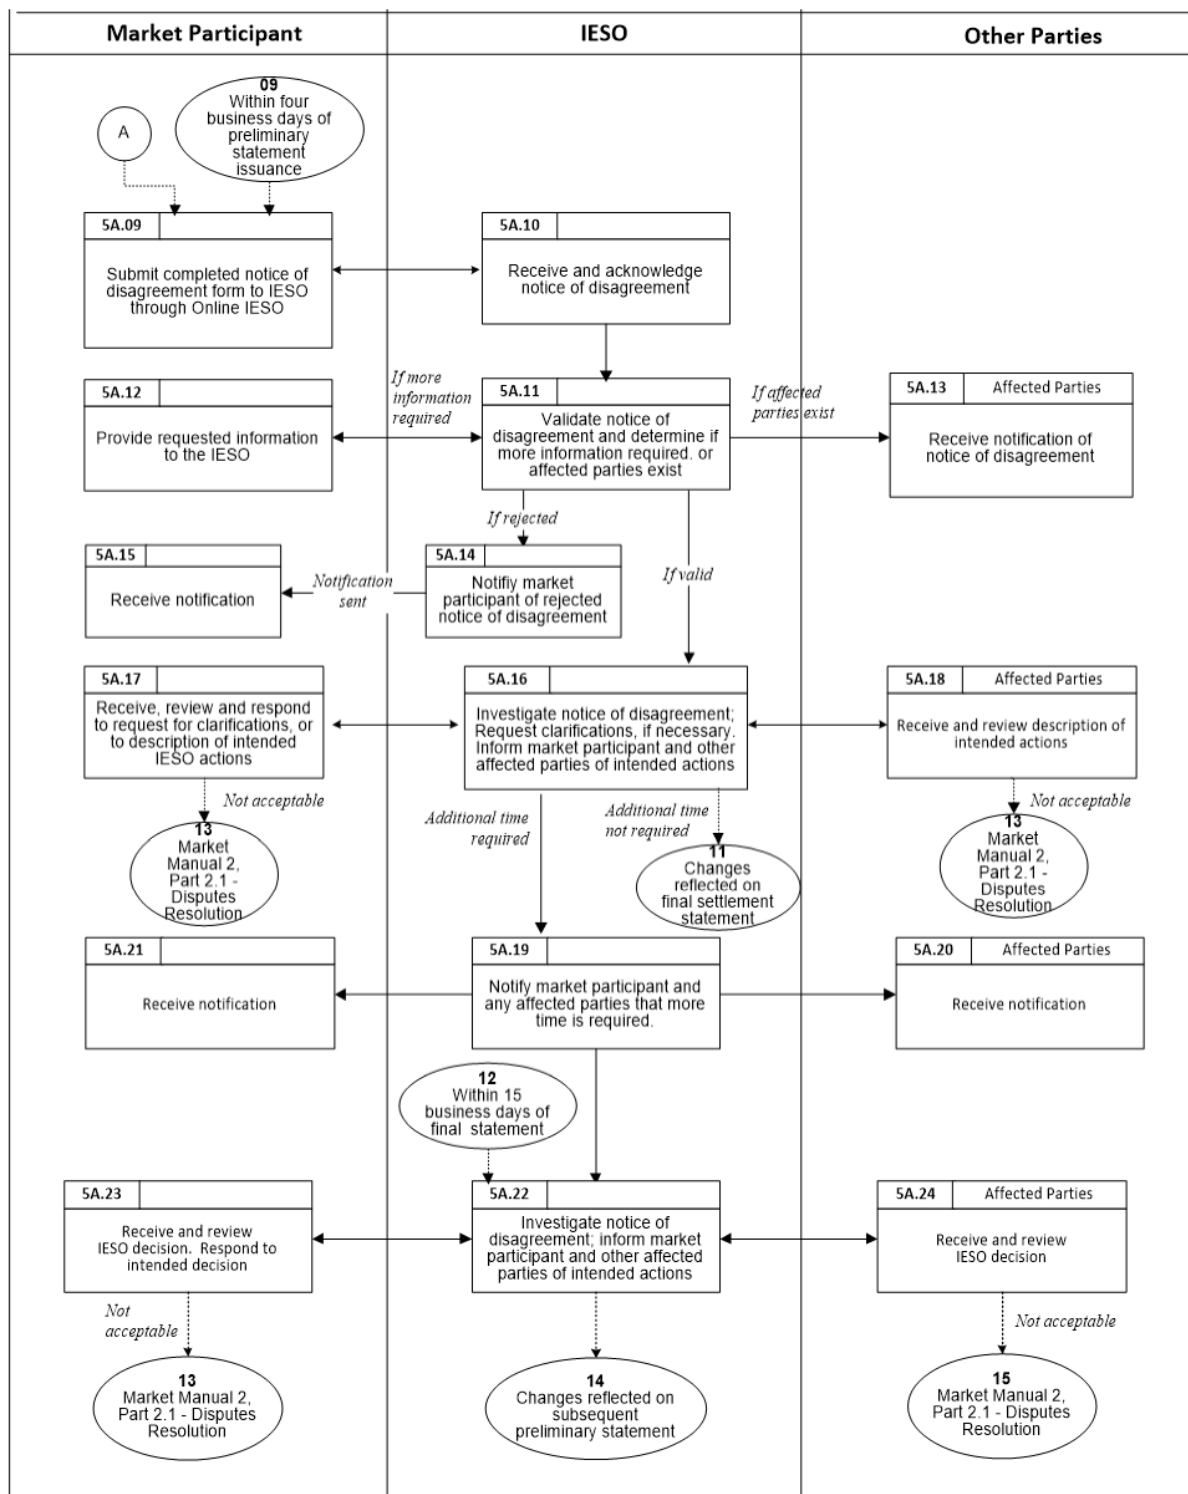 Market Participant
IESO
Other Parties
A
09
Within four
business days of
preliminary
statement
issuance
5A.09
Submit completed notice of
disagreement form to IESO
through Online IESO
5A.10
Receive and acknowledge
notice of disagreement
5A.12
Provide requested information
to the IESO
If more
information
required
5A.11
Validate notice of
disagreement and determine if
more information required. or
affected parties exist
If affected
parties exist
5A.13
Affected Parties
Receive notification of
notice of disagreement
If rejected
If valid
5A.15
Receive notification
Notification
sent
5A.14
Notifiy market
participant of rejected
notice of disagreement
5A.17
Receive, review and respond
to request for clarifications, or
to description of intended
IESO actions
5A.16
Investigate notice of disagreement;
Request clarifications, if necessary.
Inform market participant and other
affected parties of intended actions
5A.18
Affected Parties
Receive and review description of
intended actions
Not acceptable
13
Market
Manual 2,
Part 2.1 -
Disputes
Resolution
Additional time
required
Additional time
not required
11
Changes
reflected on
final settlement
statement
Not acceptable
13
Market
Manual 2,
Part 2.1 -
Disputes
Resolution
5A.21
Receive notification
5A.19
Notify market participant and
any affected parties that more
time is required.
5A.20
Affected Parties
Receive notification
12
Within 15
business days of
final statement
5A.23
Receive and review
IESO decision. Respond to
intended decision
5A.22
Investigate notice of
disagreement; inform market
participant and other affected
parties of intended actions
5A.24
Affected Parties
Receive and review
IESO decision
Not
acceptable
13
Market Manual 2,
Part 2.1 - Disputes
Resolution
14
Changes reflected on
subsequent
preliminary statement
Not acceptable
15
Market Manual 2,
Part 2.1 - Disputes
Resolution